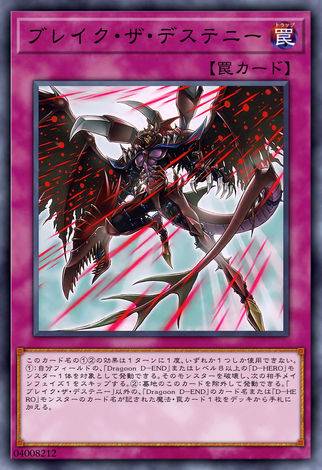 ブレイク・ザ・デステニー
トラップ
罠
【罠カード】
このカード名の①②の効果は1ターンに1度、いずれか1つしか使用できない。
①:自分フィールドの、「Dragoon D-END」またはレベル8以上の「D-HERO」
モンスター1体を対象として発動できる。そのモンスターを破壊し、次の相手メイ
ンフェイズ1をスキップする。②:墓地のこのカードを除外して発動できる。「
ブレイク・ザ・デステニー」以外の、「Dragoon D-END」のカード名または「D-HE
RO」モンスターのカード名が記された魔法・罠カード1枚をデッキから手札に
加える。
04008212